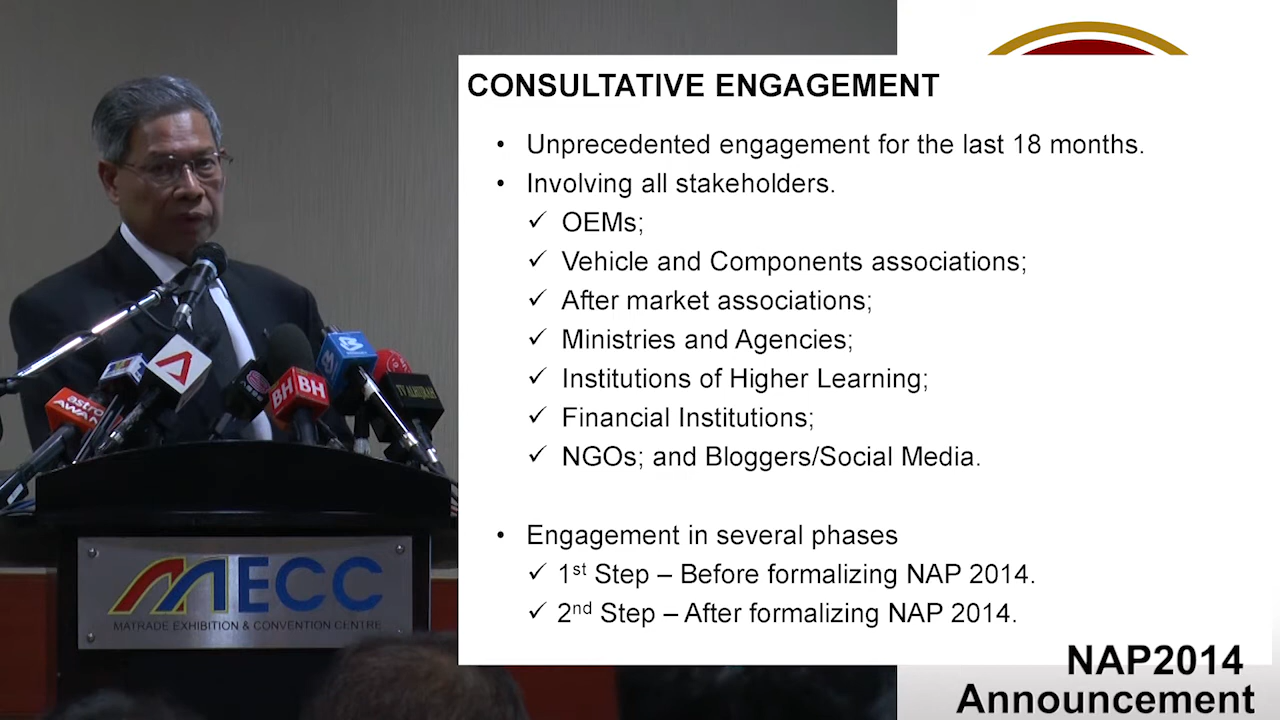 CONSULTATIVE ENGAGEMENT
• Unprecedented engagement for the last 18 months.
• Involving all stakeholders.
✓ OEMs;
✓ Vehicle and Components associations;
✓ After market associations;
✓ Ministries and Agencies;
✓ Institutions of Higher Learning;
✓ Financial Institutions;
✓ NGOs; and Bloggers/Social Media.
• Engagement in several phases
✓ 1st Step – Before formalizing NAP 2014.
✓ 2nd Step – After formalizing NAP 2014.
NAP2014
Announcement
astro
AWANI
BH BH
TV ALHIJRAH
MECC
MATRADE EXHIBITION & CONVENTION CENTRE